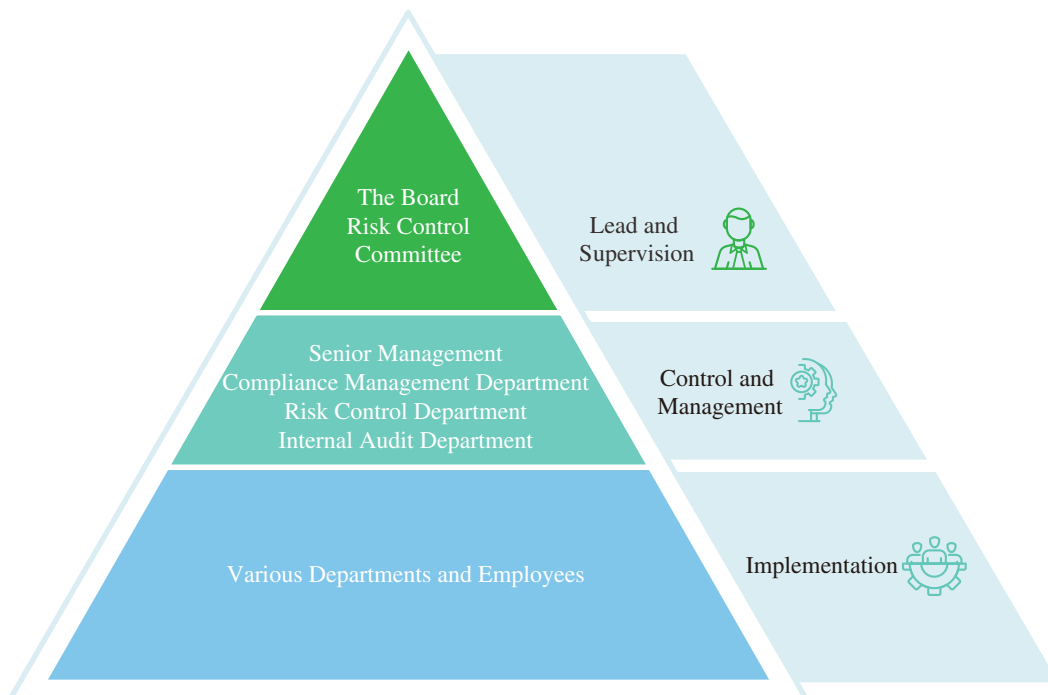 The Board
Risk Control
Committee
Lead and
Supervision
Senior Management
Compliance Management Department
Risk Control Department
Internal Audit Department
Control and
Management
Various Departments and Employees
Implementation